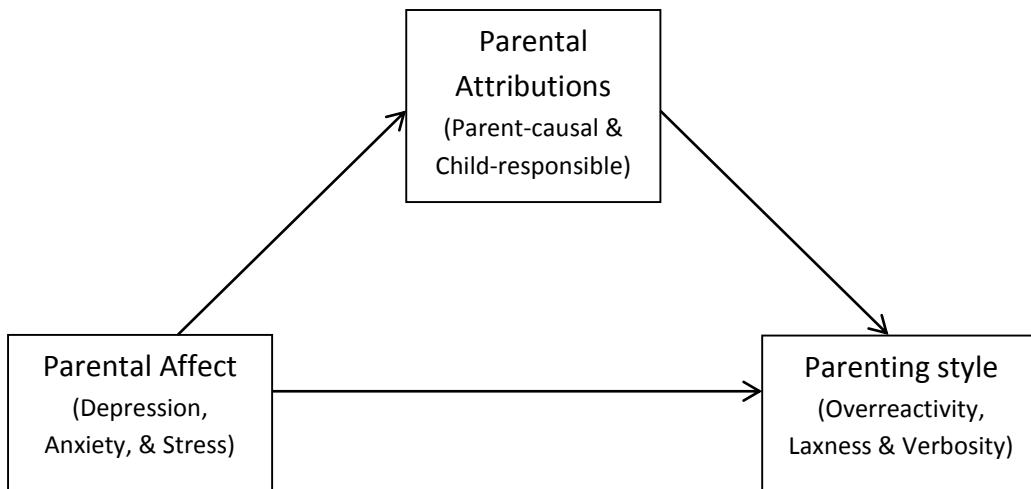 Parental
Attributions
(Parent-causal &
Child-responsible)
Parental Affect
(Depression,
Anxiety, & Stress)
Parenting style
(Overreactivity,
Laxness & Verbosity)